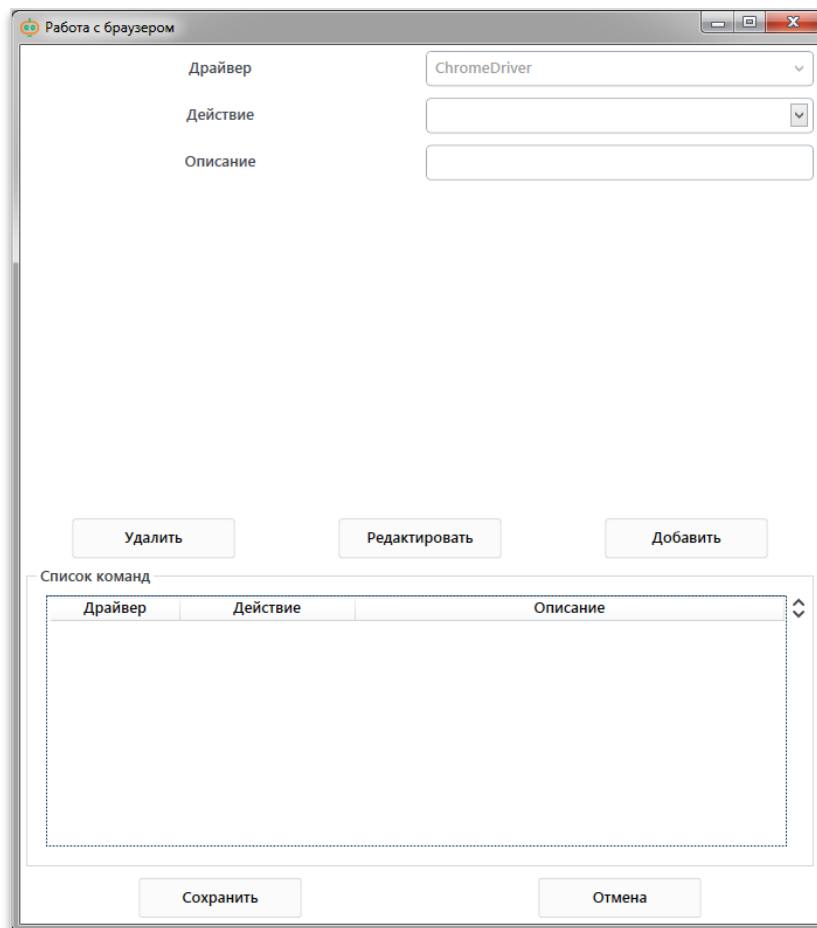 Работа с браузером
Драйвер ChromeDriver
Действие
Описание
Удалить Редактировать Добавить
Список команд
Драйвер Действие Описание
Сохранить Отмена